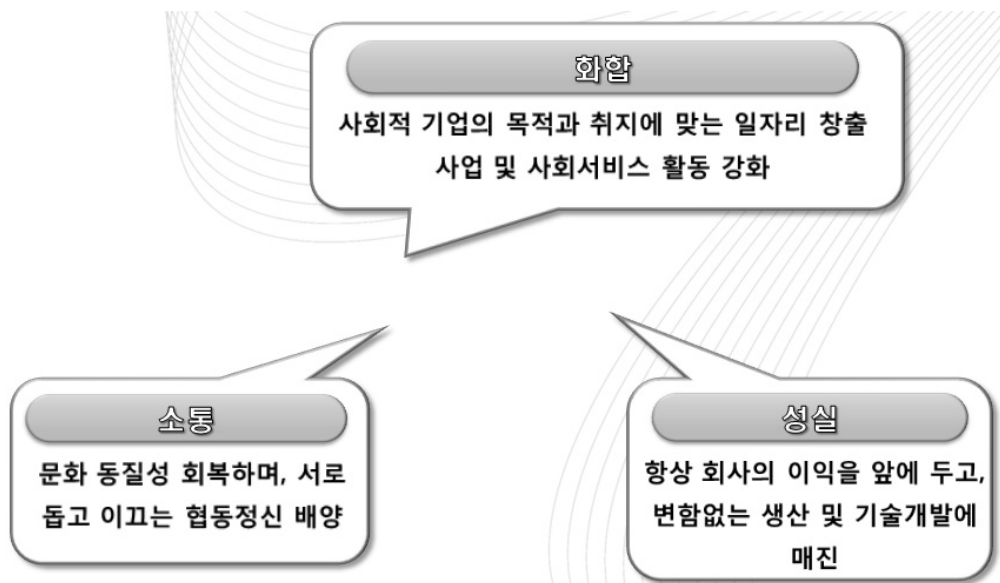 화합
사회적 기업의 목적과 취지에 맞는 일자리 창출
사업 및 사회서비스 활동 강화
소통
문화 동질성 회복하며, 서로
돕고 이끄는 협동정신 배양
성실
항상 회사의 이익을 앞에 두고,
변함없는 생산 및 기술개발에
매진